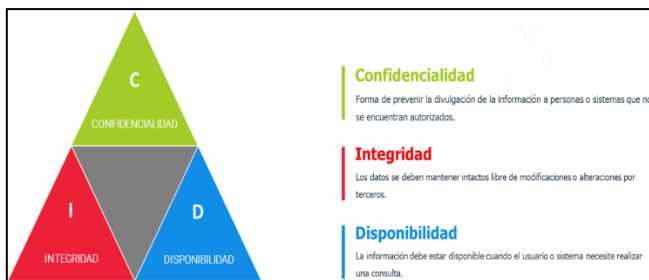 C
CONFIDENCIALIDAD
I
INTEGRIDAD
D
DISPONIBILIDAD
Confidencialidad
Forma de prevenir la divulgación de la información a personas o sistemas que no
se encuentran autorizados.
Integridad
Los datos se deben mantener intactos libre de modificaciones o alteraciones por
terceros.
Disponibilidad
La información debe estar disponible cuando el usuario o sistema necesite realizar
una consulta.